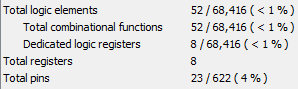 Total logic elements 52 / 68,416 ( < 1 % )
Total combinational functions 52 / 68,416 ( < 1 % )
Dedicated logic registers 8 / 68,416 ( < 1 % )
Total registers 8
Total pins 23 / 622 ( 4 % )